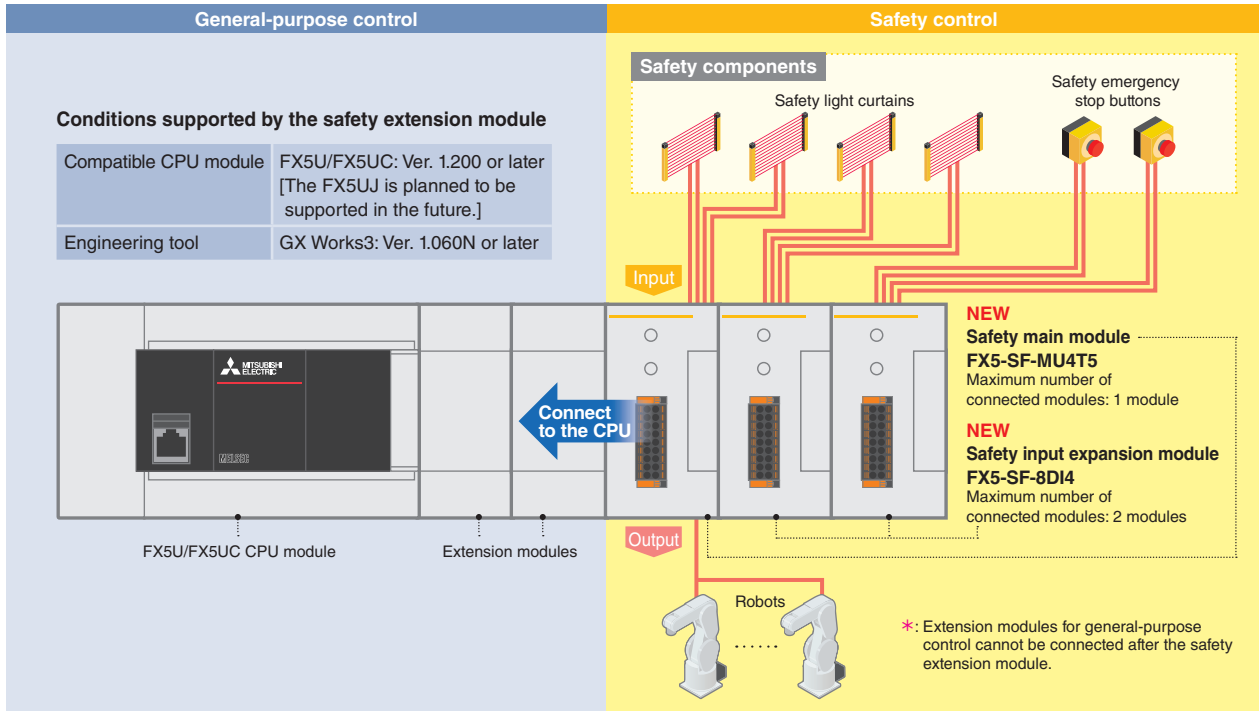 General-purpose control
Safety control
Safety components
Safety light curtains
Safety emergency
stop buttons
Conditions supported by the safety extension module
Compatible CPU module
FX5U/FX5UC: Ver. 1.200 or later
[The FX5UJ is planned to be
supported in the future.]
Engineering tool
GX Works3: Ver. 1.060N or later
Input
MITSUBISHI
ELECTRIC
MELSEC
Connect
to the CPU
NEW
Safety main module
FX5-SF-MU4T5
Maximum number of
connected modules: 1 module
NEW
Safety input expansion module
FX5-SF-8DI4
Maximum number of
connected modules: 2 modules
FX5U/FX5UC CPU module
Extension modules
Output
Robots
*: Extension modules for general-purpose
control cannot be connected after the safety
extension module.